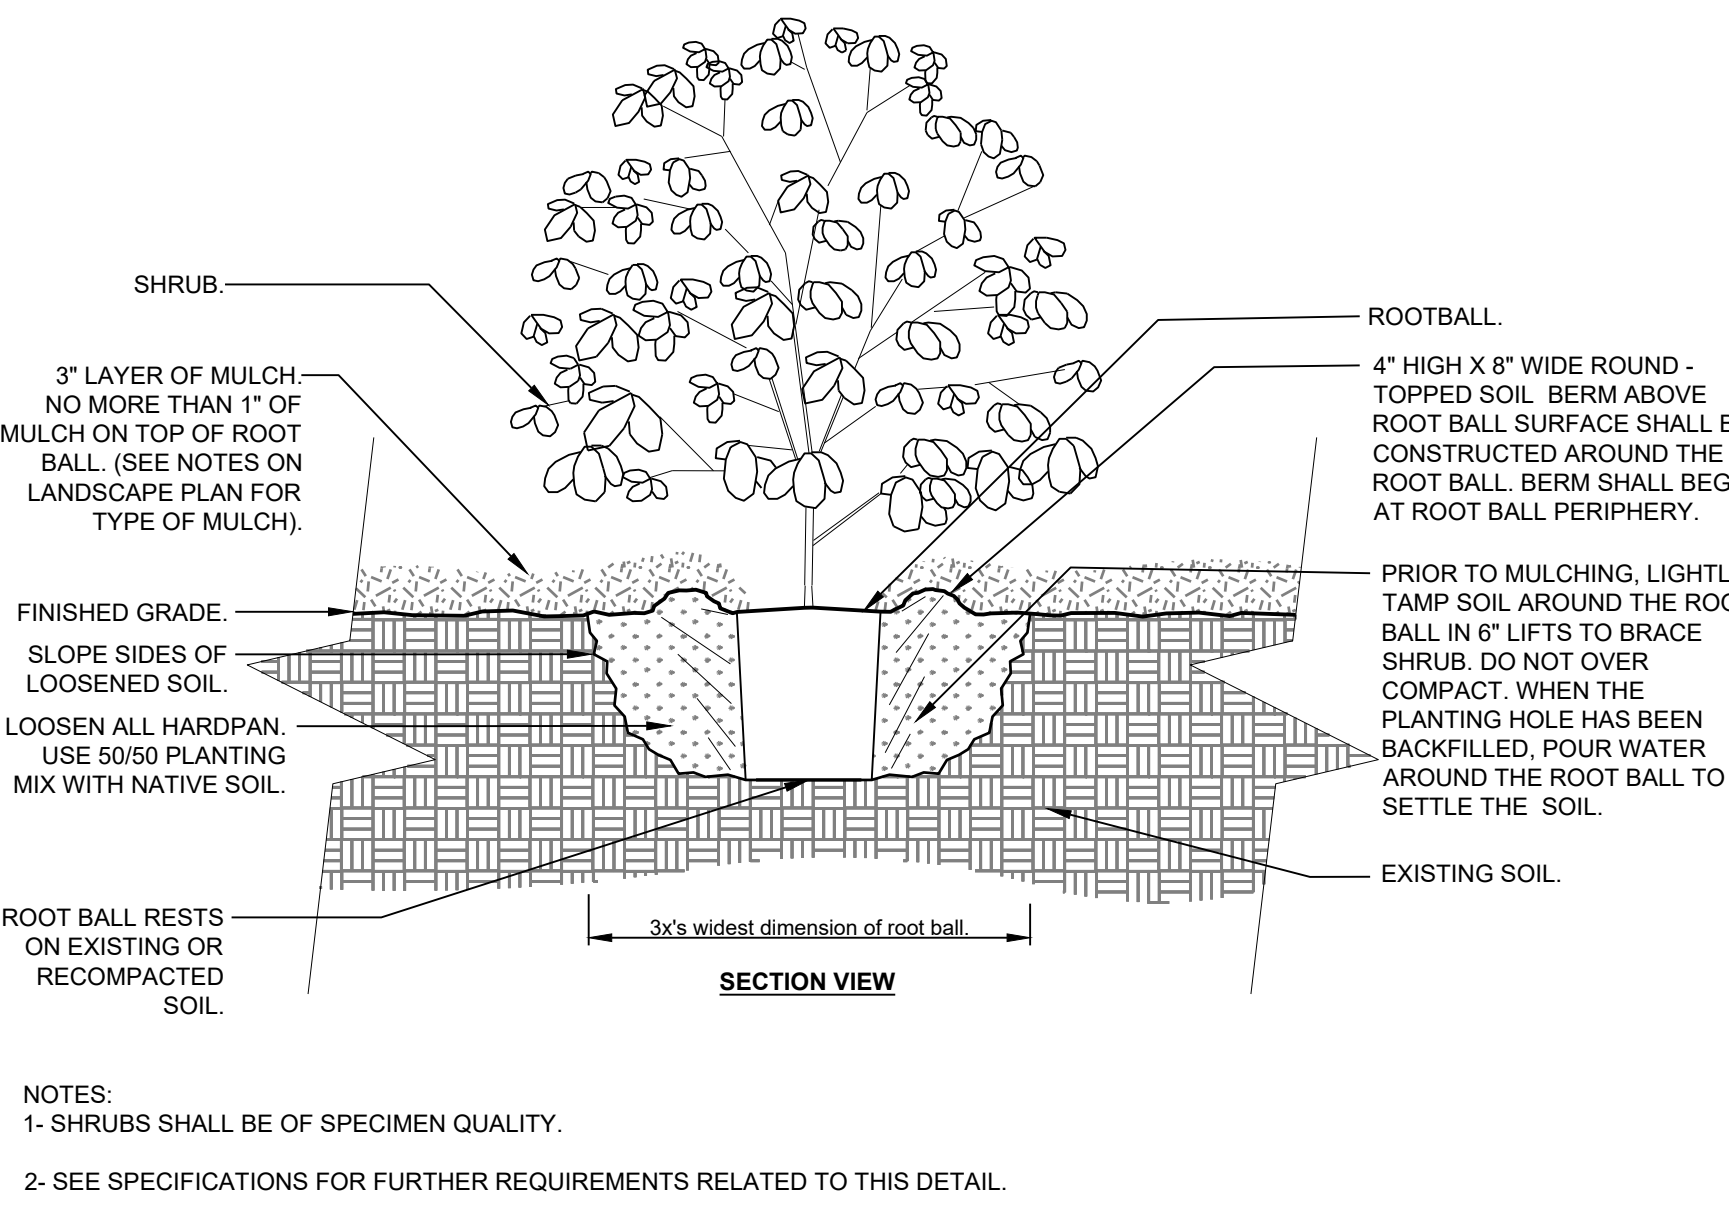 SHRUB.
3" LAYER OF MULCH.
NO MORE THAN 1" OF
MULCH ON TOP OF ROOT
BALL. (SEE NOTES ON
LANDSCAPE PLAN FOR
TYPE OF MULCH).
FINISHED GRADE.
SLOPE SIDES OF
LOOSENED SOIL.
LOOSEN ALL HARDPAN.
USE 50/50 PLANTING
MIX WITH NATIVE SOIL.
ROOT BALL RESTS
ON EXISTING OR
RECOMPACTED
SOIL.
ROOTBALL.
4" HIGH X 8" WIDE ROUND -
TOPPED SOIL BERM ABOVE
ROOT BALL SURFACE SHALL
CONSTRUCTED AROUND THE
ROOT BALL. BERM SHALL
AT ROOT BALL PERIPHERY.
PRIOR TO MULCHING,
TAMP SOIL AROUND THE
BALL IN 6" LIFTS TO BRACE
SHRUB. DO NOT OVER
COMPACT. WHEN THE
PLANTING HOLE HAS BEEN
BACKFILLED, POUR WATER
AROUND THE ROOT BALL TO
SETTLE THE SOIL.
EXISTING SOIL.
3x's widest dimension of root ball.
SECTION VIEW
NOTES:
1- SHRUBS SHALL BE OF SPECIMEN QUALITY.
2- SEE SPECIFICATIONS FOR FURTHER REQUIREMENTS RELATED TO THIS DETAIL.